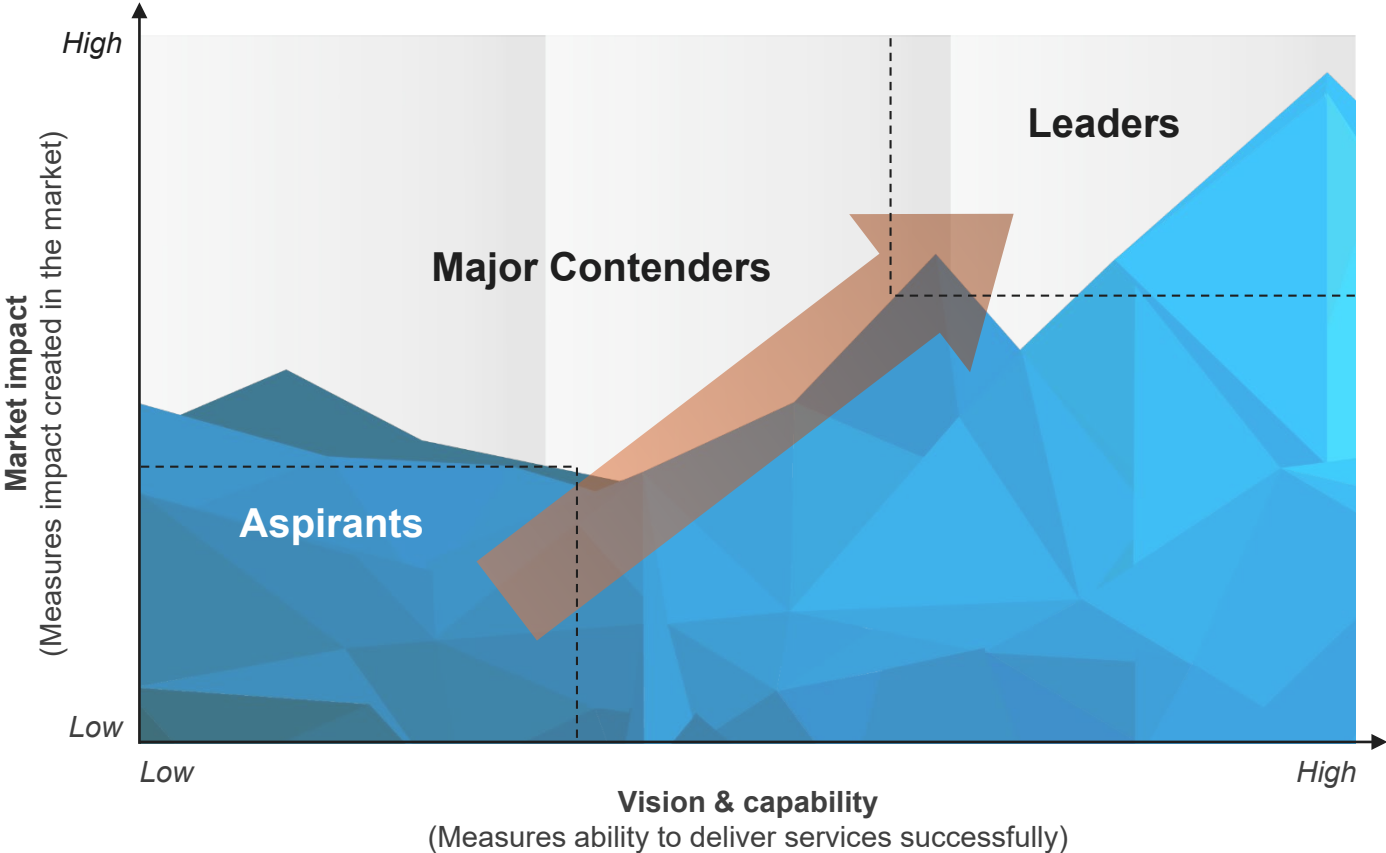 High
Leaders
Major Contenders
Market impact
(Measures impact created in the market)
Aspirants
Low
Low
High
Vision & capability
(Measures ability to deliver services successfully)